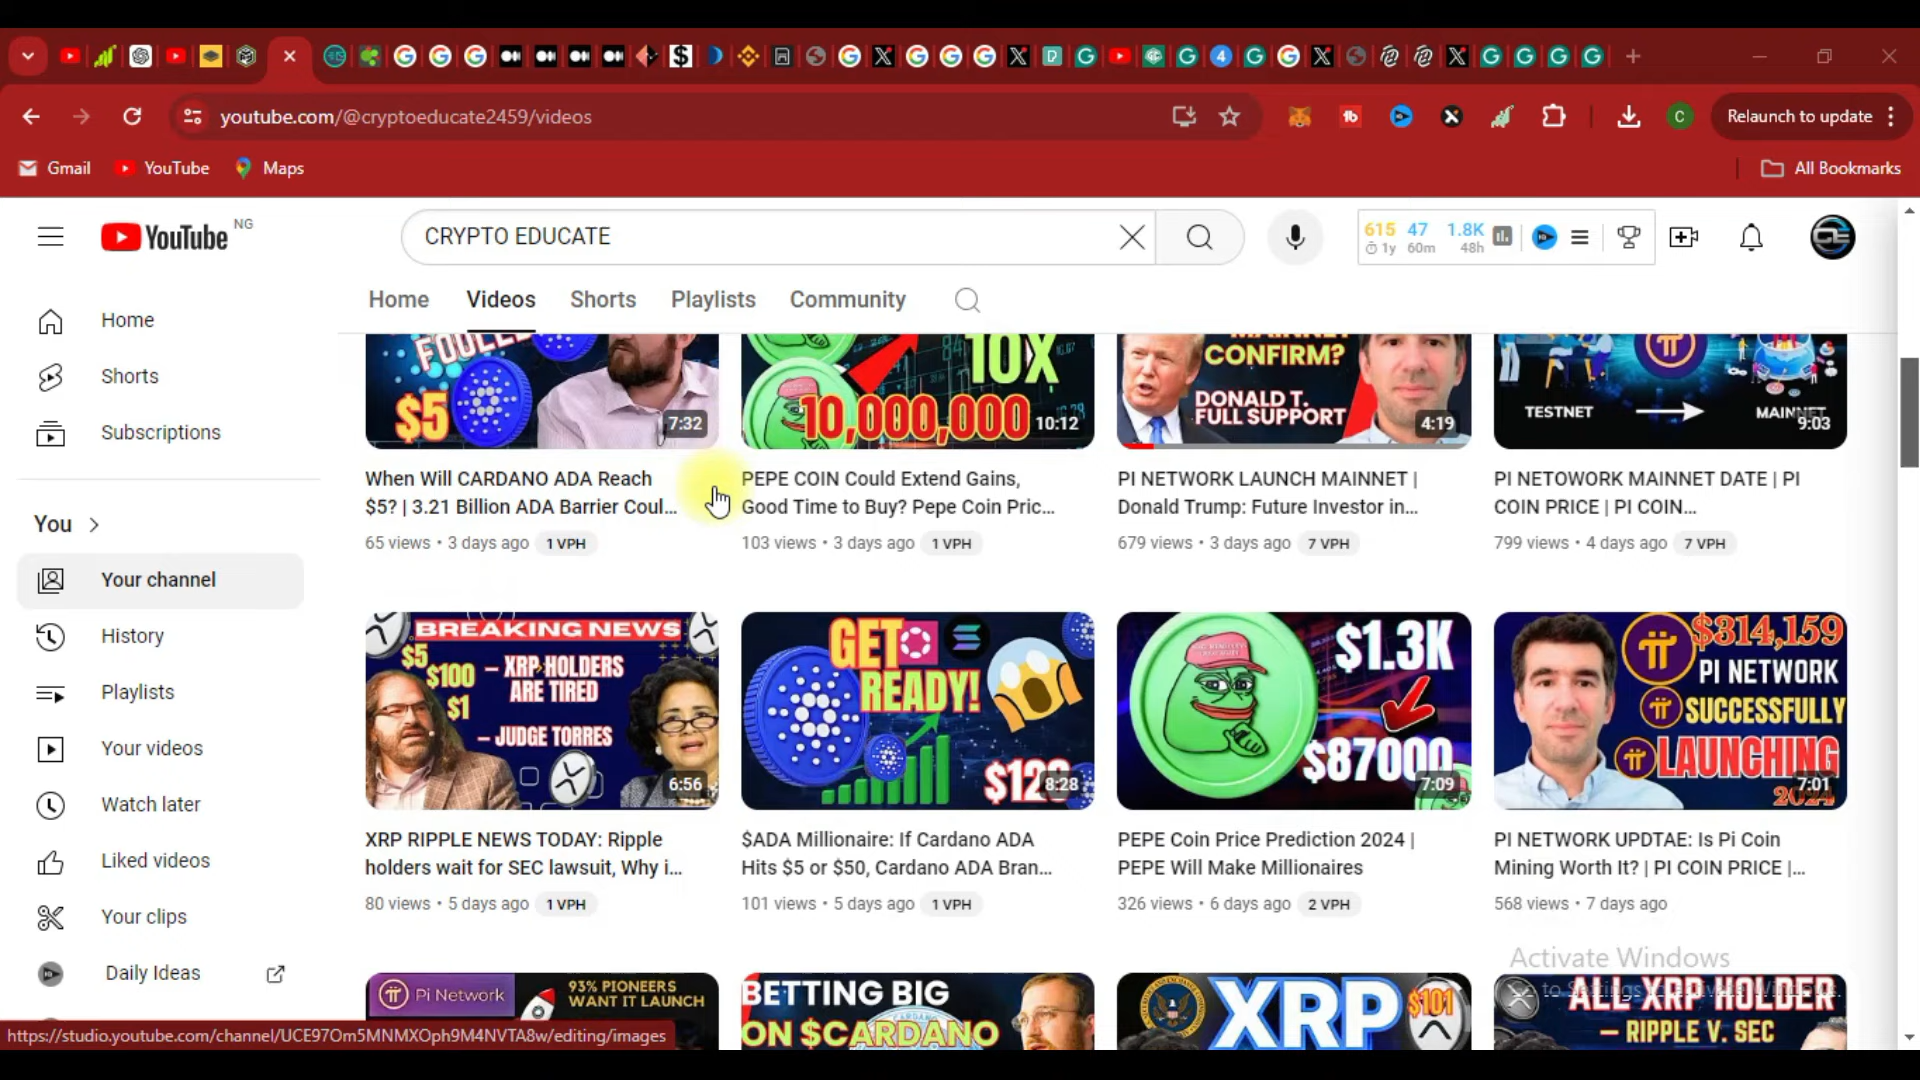 youtube.com/@cryptoeducate2459/videos
Relaunch to update
Gmail
YouTube
Maps
All Bookmarks
YouTube NG
CRYPTO EDUCATE
615 47 1.8K
1y 60m 48h
Home
Videos
Shorts
Playlists
Community
Home
Shorts
Subscriptions
You
Your channel
History
Playlists
Your videos
Watch later
Liked videos
Your clips
Daily Ideas
FOOLED
$5
7:32
When Will CARDANO ADA Reach
$5? | 3.21 Billion ADA Barrier Coul...
65 views • 3 days ago 1 VPH
10X
10,000,000
10:12
PEPE COIN Could Extend Gains,
Good Time to Buy? Pepe Coin Pric...
103 views • 3 days ago 1 VPH
MAINNET
CONFIRM?
DONALD T.
FULL SUPPORT
4:19
PI NETWORK LAUNCH MAINNET |
Donald Trump: Future Investor in...
679 views • 3 days ago 7 VPH
TESTNET
MAINNET
9:03
PI NETOWORK MAINNET DATE | PI
COIN PRICE | PI COIN...
799 views • 4 days ago 7 VPH
BREAKING NEWS
$5
$100
$1
– XRP HOLDERS
ARE TIRED
– JUDGE TORRES
6:56
XRP RIPPLE NEWS TODAY: Ripple
holders wait for SEC lawsuit, Why i...
80 views • 5 days ago 1 VPH
GET
READY!
8:28
$ADA Millionaire: If Cardano ADA
Hits $5 or $50, Cardano ADA Bran...
101 views • 5 days ago 1 VPH
$1.3K
$87000
7:09
PEPE Coin Price Prediction 2024 |
PEPE Will Make Millionaires
326 views • 6 days ago 2 VPH
$314,159
PI NETWORK
SUCCESSFULLY
LAUNCHING
2024
7:01
PI NETWORK UPDTAE: Is Pi Coin
Mining Worth It? | PI COIN PRICE |...
568 views • 7 days ago
Pi Network
93% PIONEERS
WANT IT LAUNCH
BETTING BIG
ON $CARDANO
XRP
$101
ALL XRP HOLDER
– RIPPLE V. SEC
Activate Windows
https://studio.youtube.com/channel/UCE97Om5MNMXOph9M4NVTA8w/editing/images